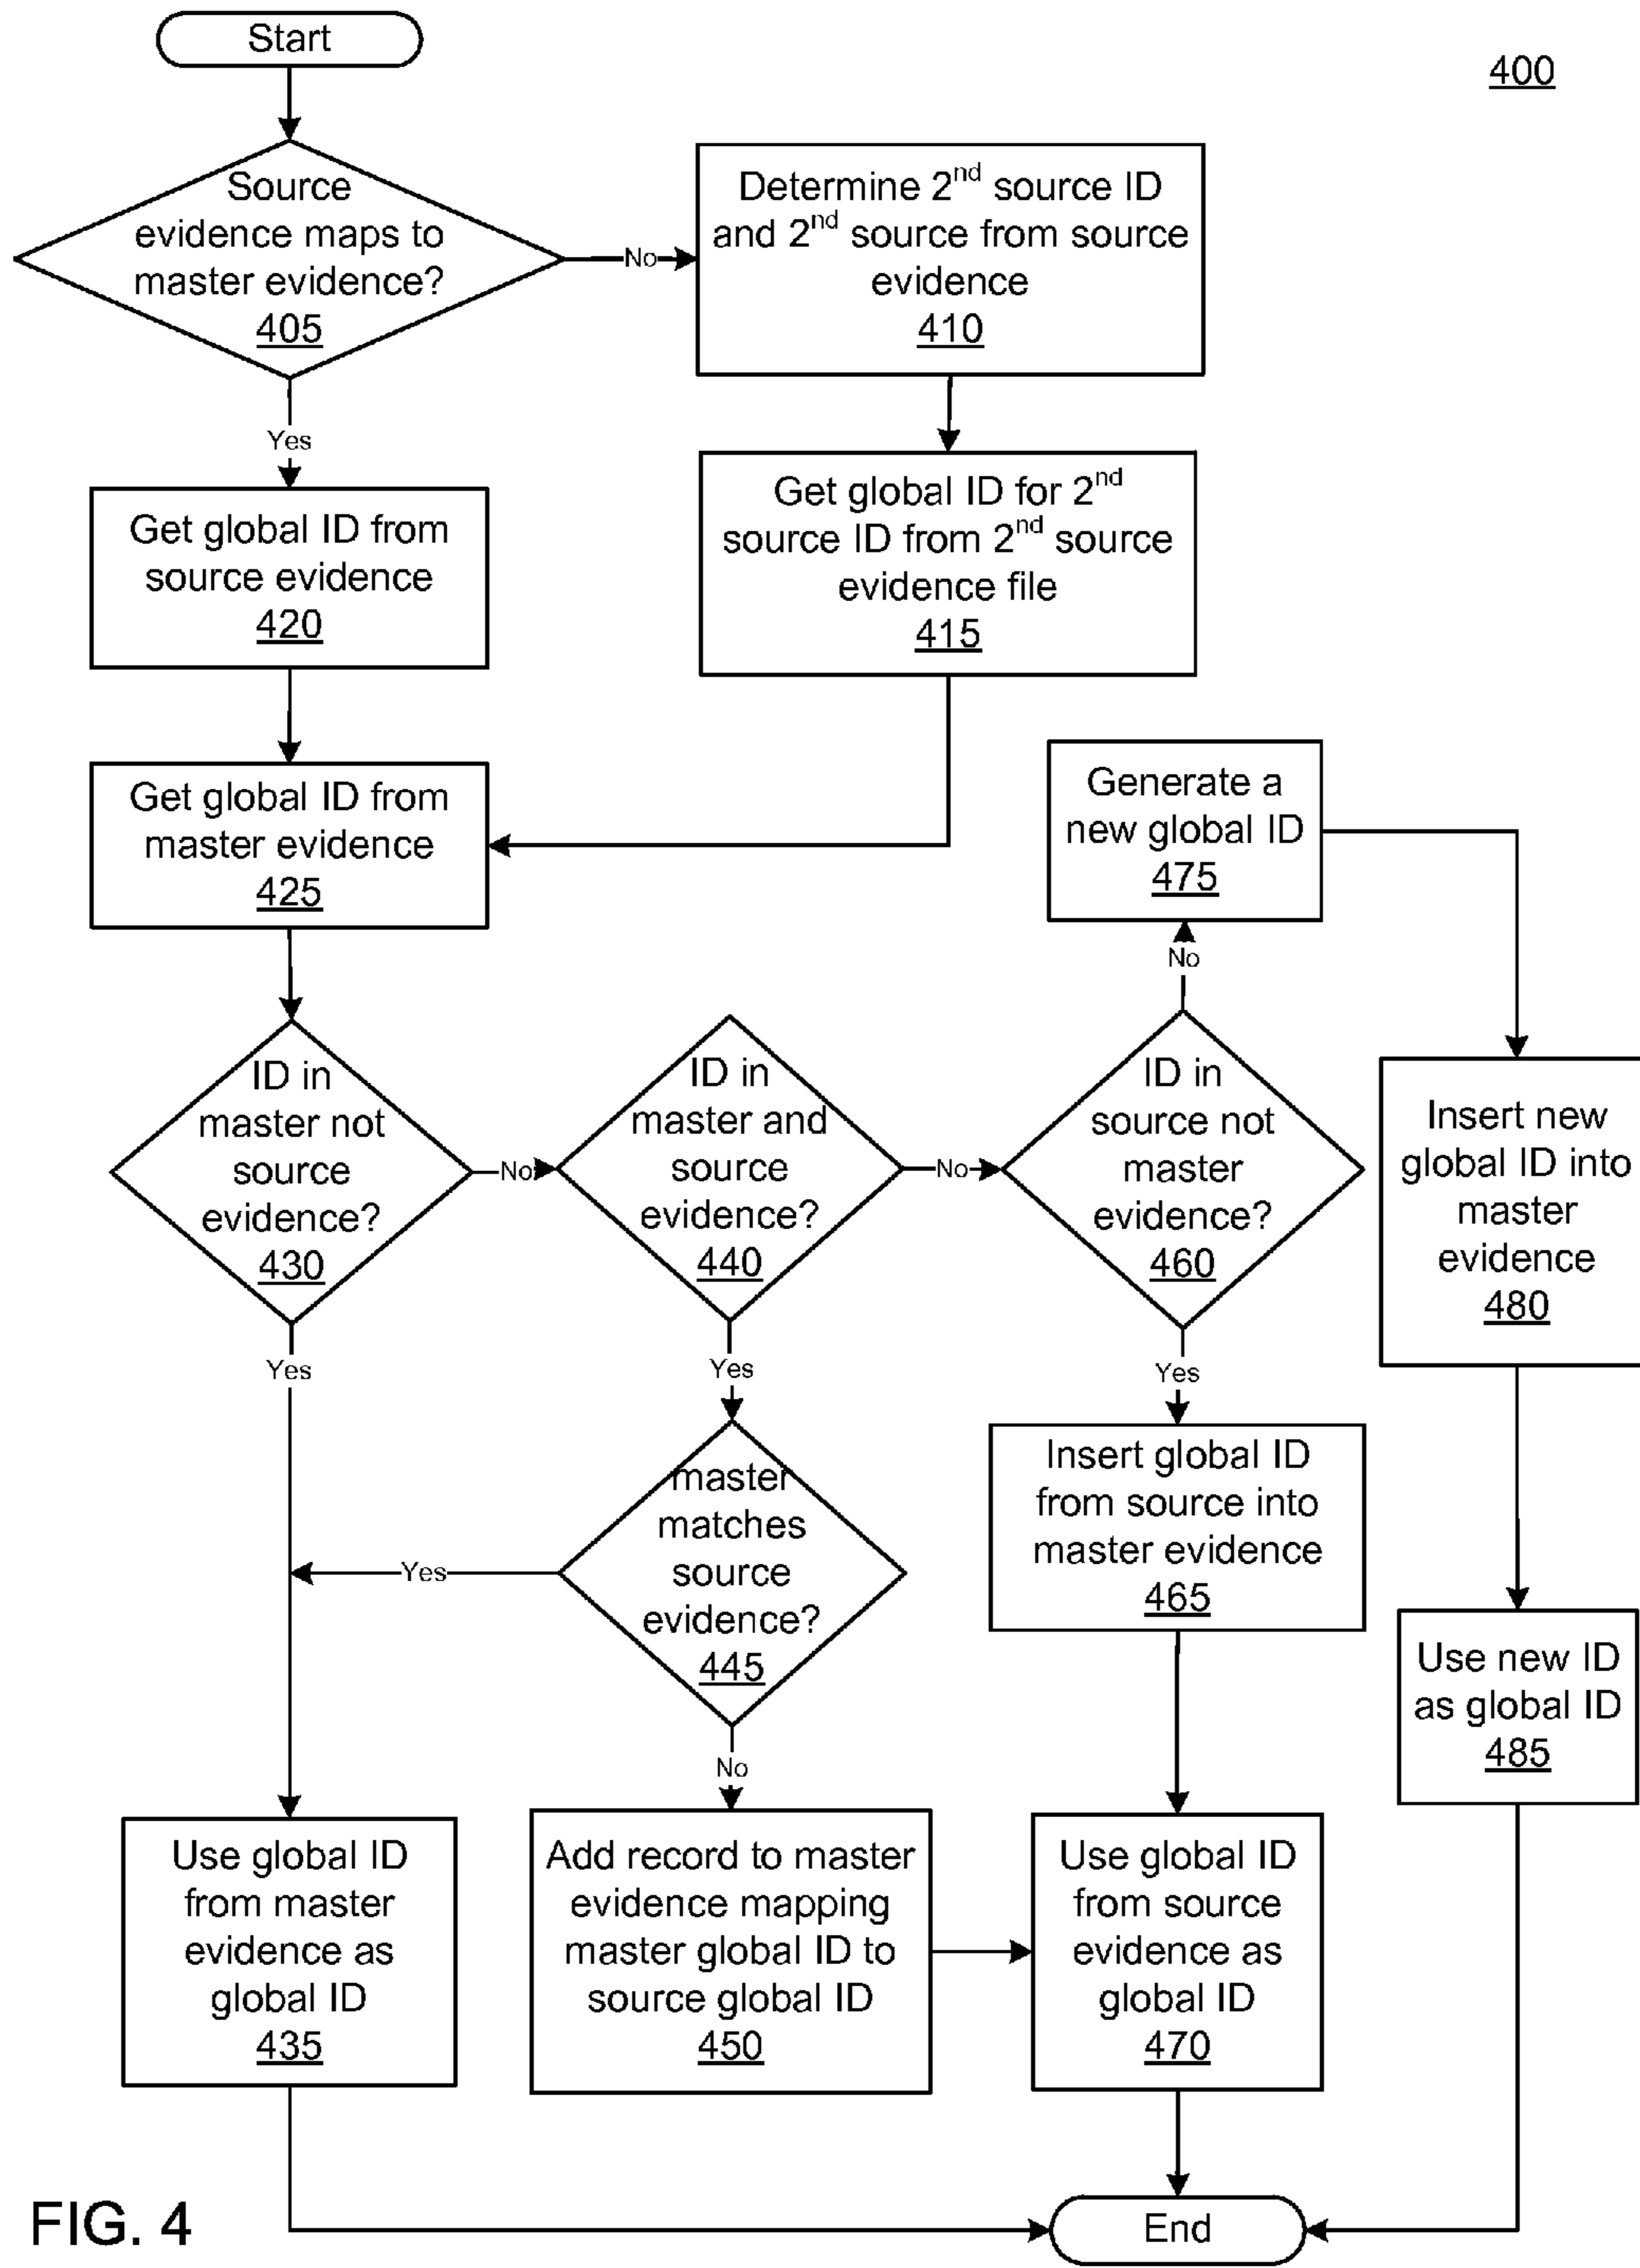 Start
400
Source
evidence maps to
master evidence?
405
No
Determine 2nd source ID
and 2nd source from source
evidence
410
Yes
Get global ID for 2nd
source ID from 2nd source
evidence file
415
Get global ID from
source evidence
420
Get global ID from
master evidence
425
Generate a
new global ID
475
No
ID in
master not
source
evidence?
430
No
ID in
master and
source
evidence?
440
No
ID in
source not
master
evidence?
460
Insert new
global ID into
master
evidence
480
Yes
Yes
Yes
master
matches
source
evidence?
445
Yes
Insert global ID
from source into
master evidence
465
Use new ID
as global ID
485
No
Use global ID
from master
evidence as
global ID
435
Add record to master
evidence mapping
master global ID to
source global ID
450
Use global ID
from source
evidence as
global ID
470
End
FIG. 4